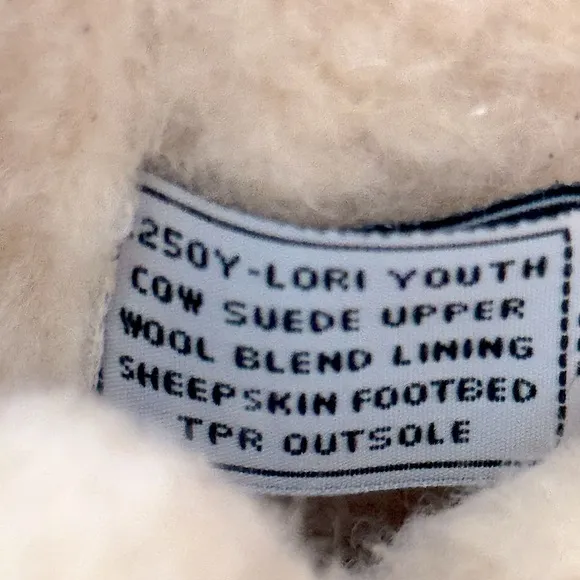 250Y-LORI YOUTH
COW SUEDE UPPER
WOOL BLEND LINING
SHEEPSKIN FOOTBED
TPR OUTSOLE